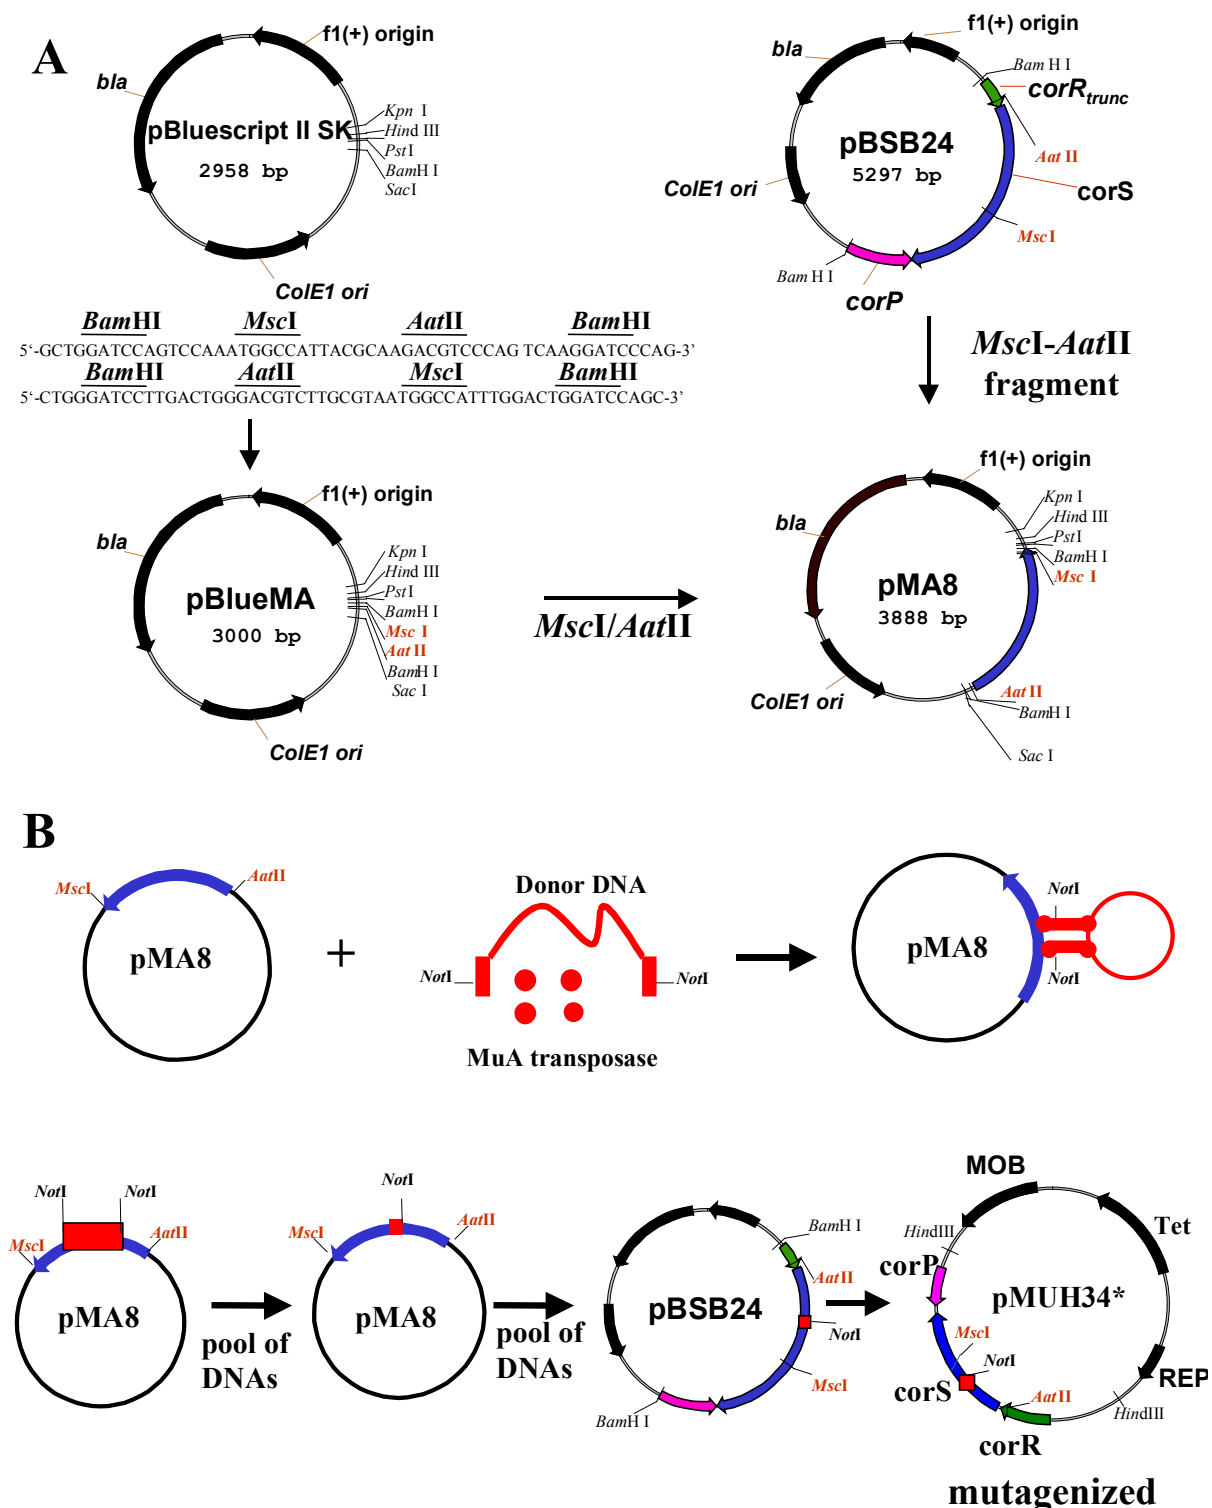 A
f1(+) origin
bla
pBluescript II SK
2958 bp
Kpn I
Hind III
Pst I
BamH I
Sac I
ColE1 ori
f1(+) origin
bla
Bam H I
corRtrunc
pBSB24
5297 bp
Aat II
ColE1 ori
corS
Msc I
Bam H I
corP
BamHI MscI AatII BamHI
5‘-GCTGGATCCAGTCCAAATGGCCATTACGCAAGACGTCCCAG TCAAGGATCCCAG-3’
BamHI AatII MscI BamHI
5‘-CTGGGATCCTTGACTGGGACGTCTTGCGTAATGGCCATTTGGACTGGATCCAGC-3’
MscI-AatII
fragment
f1(+) origin
bla
pBlueMA
3000 bp
Kpn I
Hind III
Pst I
BamH I
Msc I
Aat II
BamH I
Sac I
ColE1 ori
MscI/AatII
f1(+) origin
bla
pMA8
3888 bp
Kpn I
Hind III
Pst I
BamH I
Msc I
ColE1 ori
Aat II
BamH I
Sac I
B
MscI
AatII
pMA8
+
Donor DNA
NotI
NotI
MuA transposase
pMA8
NotI
NotI
NotI
NotI
MscI
AatII
pMA8
pool of
DNAs
NotI
MscI
AatII
pMA8
pool of
DNAs
BamH I
AatII
pBSB24
NotI
MscI
BamH I
MOB
HindIII
Tet
corP
pMUH34*
MscI
NotI
corS
AatII
REP
HindIII
corR
mutagenized